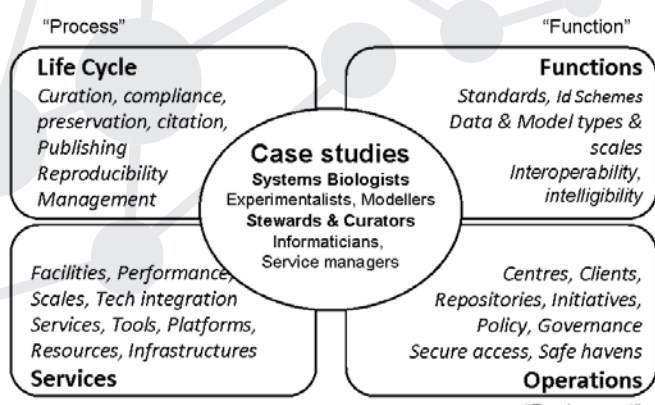 “Process”
“Function”
Life Cycle
Curation, compliance,
preservation, citation,
Publishing
Reproducibility
Management
Functions
Standards, Id Schemes
Data & Model types &
scales
Interoperability,
intelligibility
Case studies
Systems Biologists
Experimentalists, Modellers
Stewards & Curators
Informaticians,
Service managers
Facilities, Performance,
Scales, Tech integration
Services, Tools, Platforms,
Resources, Infrastructures
Services
Centres, Clients,
Repositories, Initiatives,
Policy, Governance
Secure access, Safe havens
Operations